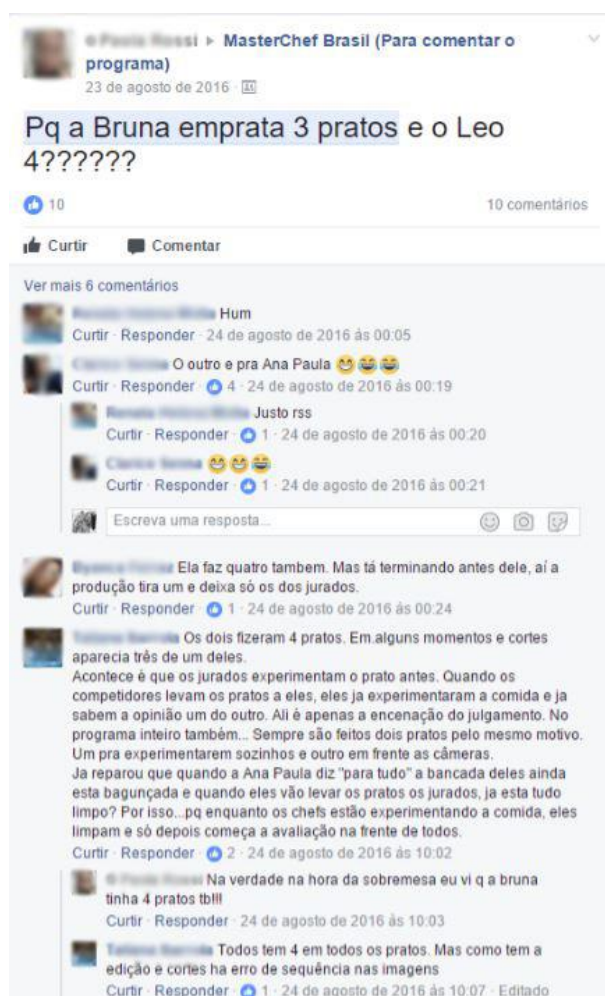 ▸ MasterChef Brasil (Para comentar o
programa)
23 de agosto de 2016
Pq a Bruna emprata 3 pratos e o Leo
4??????
10 10 comentários
Curtir Comentar
Ver mais 6 comentários
Hum
Curtir · Responder · 24 de agosto de 2016 às 00:05
O outro e pra Ana Paula 😁😂😂
Curtir · Responder · 4 · 24 de agosto de 2016 às 00:19
Justo rss
Curtir · Responder · 1 · 24 de agosto de 2016 às 00:20
😁😁😂
Curtir · Responder · 1 · 24 de agosto de 2016 às 00:21
Escreva uma resposta...
Ela faz quatro tambem. Mas tá terminando antes dele, aí a
produção tira um e deixa só os dos jurados.
Curtir · Responder · 1 · 24 de agosto de 2016 às 00:24
Os dois fizeram 4 pratos. Em.alguns momentos e cortes
aparecia três de um deles.
Acontece é que os jurados experimentam o prato antes. Quando os
competidores levam os pratos a eles, eles ja experimentaram a comida e ja
sabem a opinião um do outro. Ali é apenas a encenação do julgamento. No
programa inteiro também... Sempre são feitos dois pratos pelo mesmo motivo.
Um pra experimentarem sozinhos e outro em frente as câmeras.
Ja reparou que quando a Ana Paula diz "para tudo" a bancada deles ainda
esta bagunçada e quando eles vão levar os pratos os jurados, ja esta tudo
limpo? Por isso...pq enquanto os chefs estão experimentando a comida, eles
limpam e só depois começa a avaliação na frente de todos.
Curtir · Responder · 2 · 24 de agosto de 2016 às 10:02
Na verdade na hora da sobremesa eu vi q a bruna
tinha 4 pratos tb!!!
Curtir · Responder · 24 de agosto de 2016 às 10:03
Todos tem 4 em todos os pratos. Mas como tem a
edição e cortes ha erro de sequência nas imagens
Curtir · Responder · 1 · 24 de agosto de 2016 às 10:07 · Editado